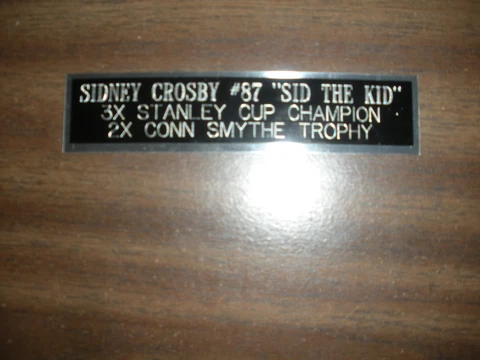 SIDNEY CROSBY #87 "SID THE KID"
3X STANLEY CUP CHAMPION
2X CONN SMYTHE TROPHY